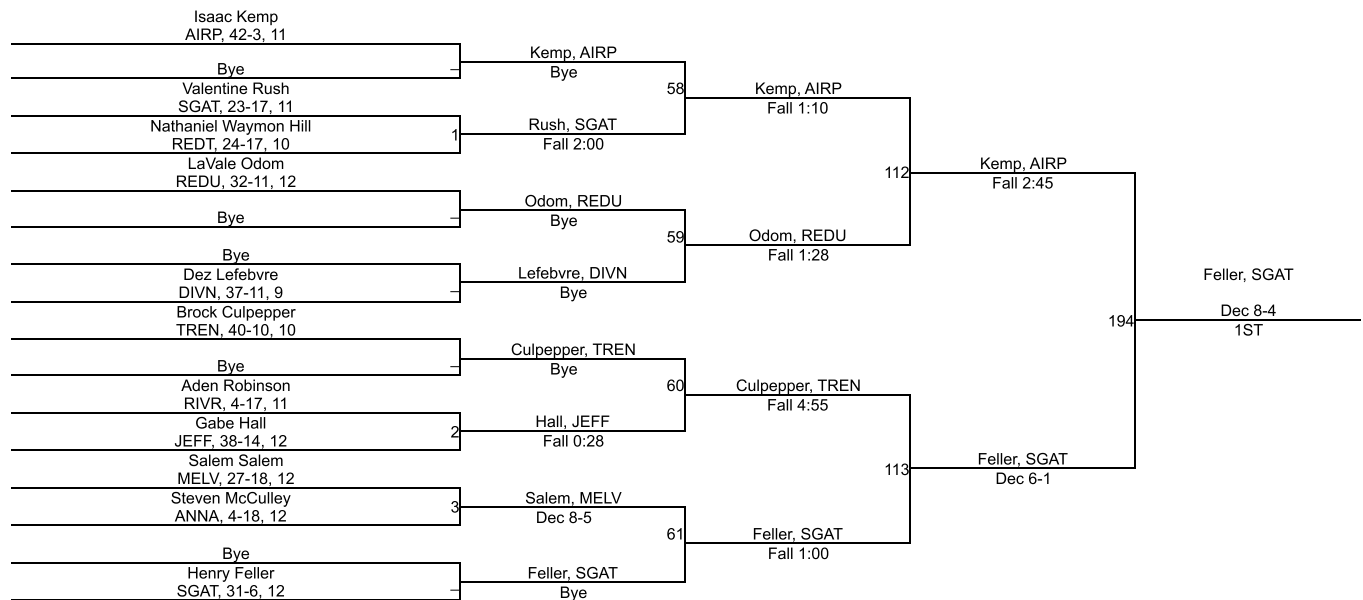 Isaac Kemp
AIRP, 42-3, 11
Bye
Valentine Rush
SGAT, 23-17, 11
Nathaniel Waymon Hill
REDT, 24-17, 10
LaVale Odom
REDU, 32-11, 12
Bye
Bye
Dez Lefebvre
DIVN, 37-11, 9
Brock Culpepper
TREN, 40-10, 10
Bye
Aden Robinson
RIVR, 4-17, 11
Gabe Hall
JEFF, 38-14, 12
Salem Salem
MELV, 27-18, 12
Steven McCulley
ANNA, 4-18, 12
Bye
Henry Feller
SGAT, 31-6, 12
–
1
–
–
–
2
3
–
Kemp, AIRP
Bye
Rush, SGAT
Fall 2:00
Odom, REDU
Bye
Lefebvre, DIVN
Bye
Culpepper, TREN
Bye
Hall, JEFF
Fall 0:28
Salem, MELV
Dec 8-5
Feller, SGAT
Bye
58
59
60
61
Kemp, AIRP
Fall 1:10
Odom, REDU
Fall 1:28
Culpepper, TREN
Fall 4:55
Feller, SGAT
Fall 1:00
112
113
Kemp, AIRP
Fall 2:45
Feller, SGAT
Dec 6-1
194
Feller, SGAT
Dec 8-4
1ST